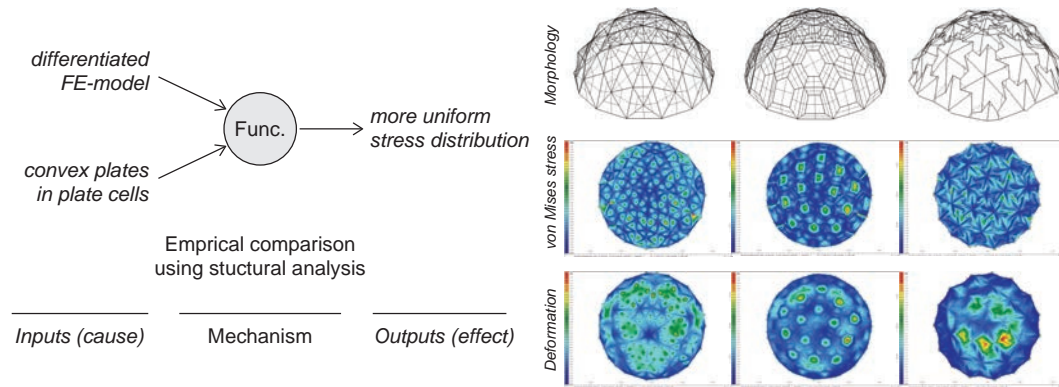 differentiated
FE-model
Func.
more uniform
stress distribution
convex plates
in plate cells
Emprical comparison
using stuctural analysis
Inputs (cause)
Mechanism
Outputs (effect)
Morphology
von Mises stress
Deformation